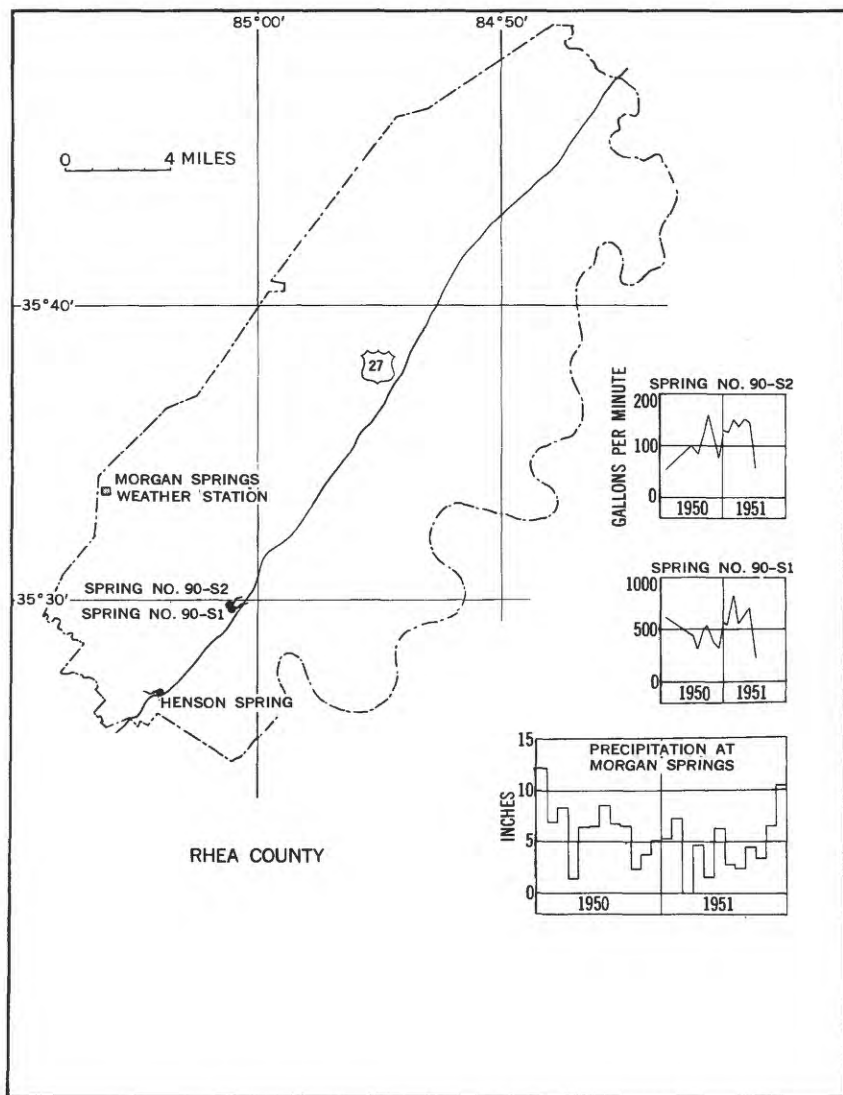 85°00'
84°50'
0
4 MILES
35°40'
27
SPRING NO. 90-S2
200
100
0
GALLONS PER MINUTE
1950
1951
MORGAN SPRINGS
WEATHER STATION
SPRING NO. 90-S2
35°30'
SPRING NO. 90-S1
HENSON SPRING
SPRING NO. 90-S1
1000
500
0
1950
1951
PRECIPITATION AT
MORGAN SPRINGS
15
10
5
0
INCHES
1950
1951
RHEA COUNTY